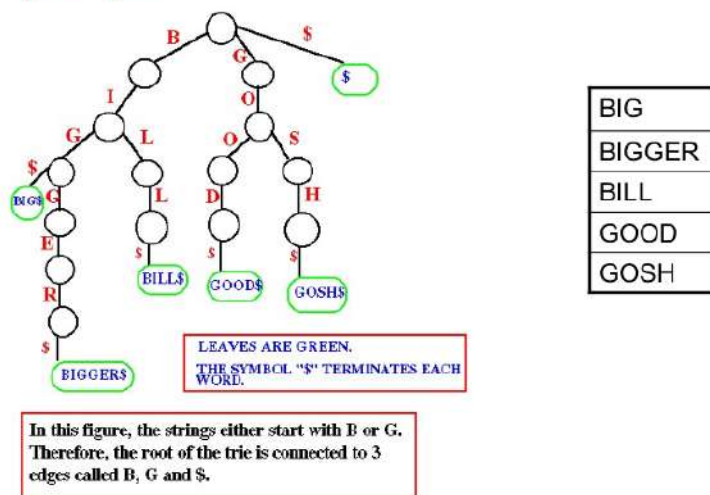 B
$
G
$
I
O
G
L
O
S
$
G
L
D
H
BIG$
E
$
$
$
BILL$
GOOD$
GOSH$
R
$
BIGGER$
LEAVES ARE GREEN.
THE SYMBOL "$" TERMINATES EACH
WORD.
In this figure, the strings either start with B or G.
Therefore, the root of the trie is connected to 3
edges called B, G and $.
BIG
BIGGER
BILL
GOOD
GOSH